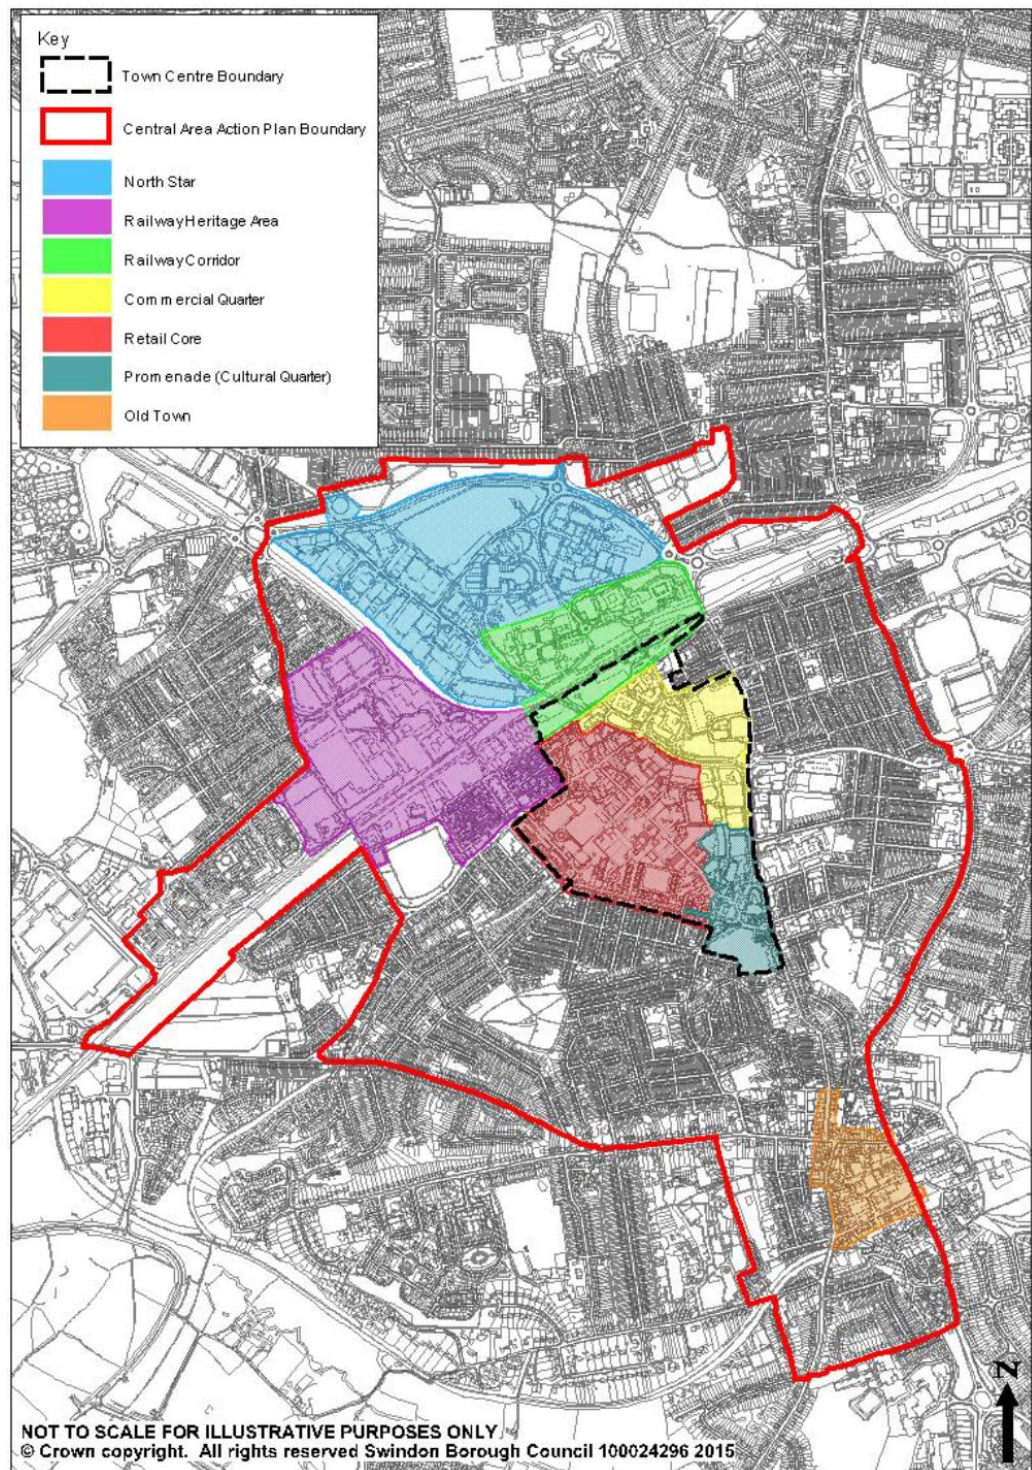 Key
Town Centre Boundary
Central Area Action Plan Boundary
North Star
Railway Heritage Area
Railway Corridor
Commercial Quarter
Retail Core
Promenade (Cultural Quarter)
Old Town
N
NOT TO SCALE FOR ILLUSTRATIVE PURPOSES ONLY
© Crown copyright. All rights reserved Swindon Borough Council 100024296 2015